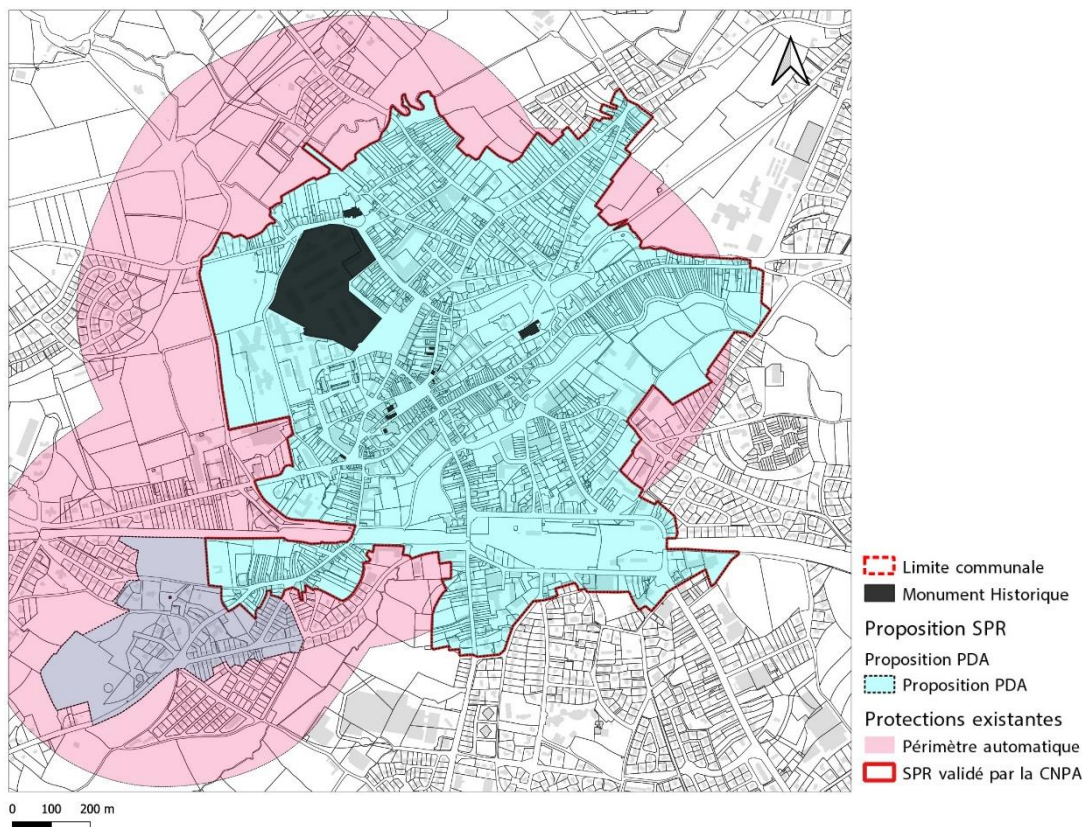 Limite communale
Monument Historique
Proposition SPR
Proposition PDA
Proposition PDA
Protections existantes
Périmètre automatique
SPR validé par la CNPA
0 100 200 m